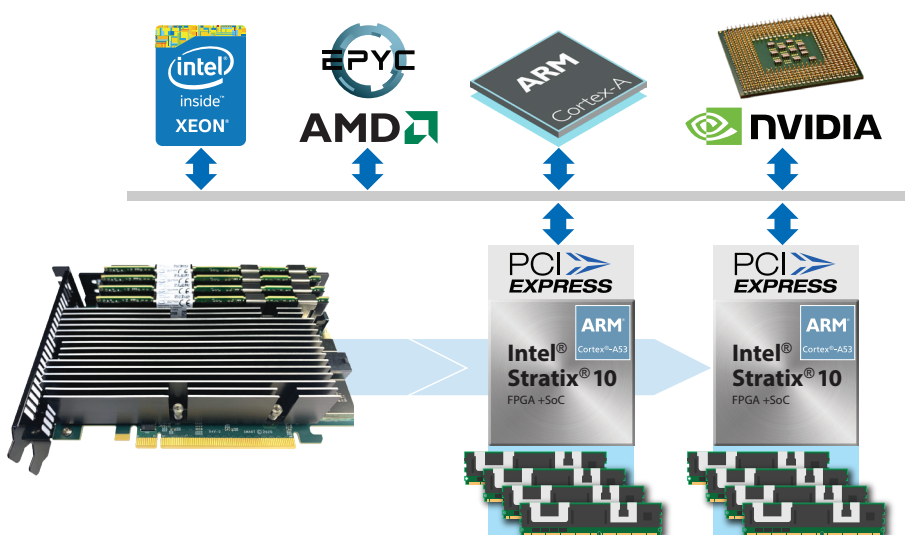 intel
inside™
XEON®
EPYC
AMD
ARM
Cortex-A
NVIDIA
PCI
EXPRESS
ARM®
Cortex®-A53
Intel®
Stratix® 10
FPGA +SoC
PCI
EXPRESS
ARM®
Cortex®-A53
Intel®
Stratix® 10
FPGA +SoC